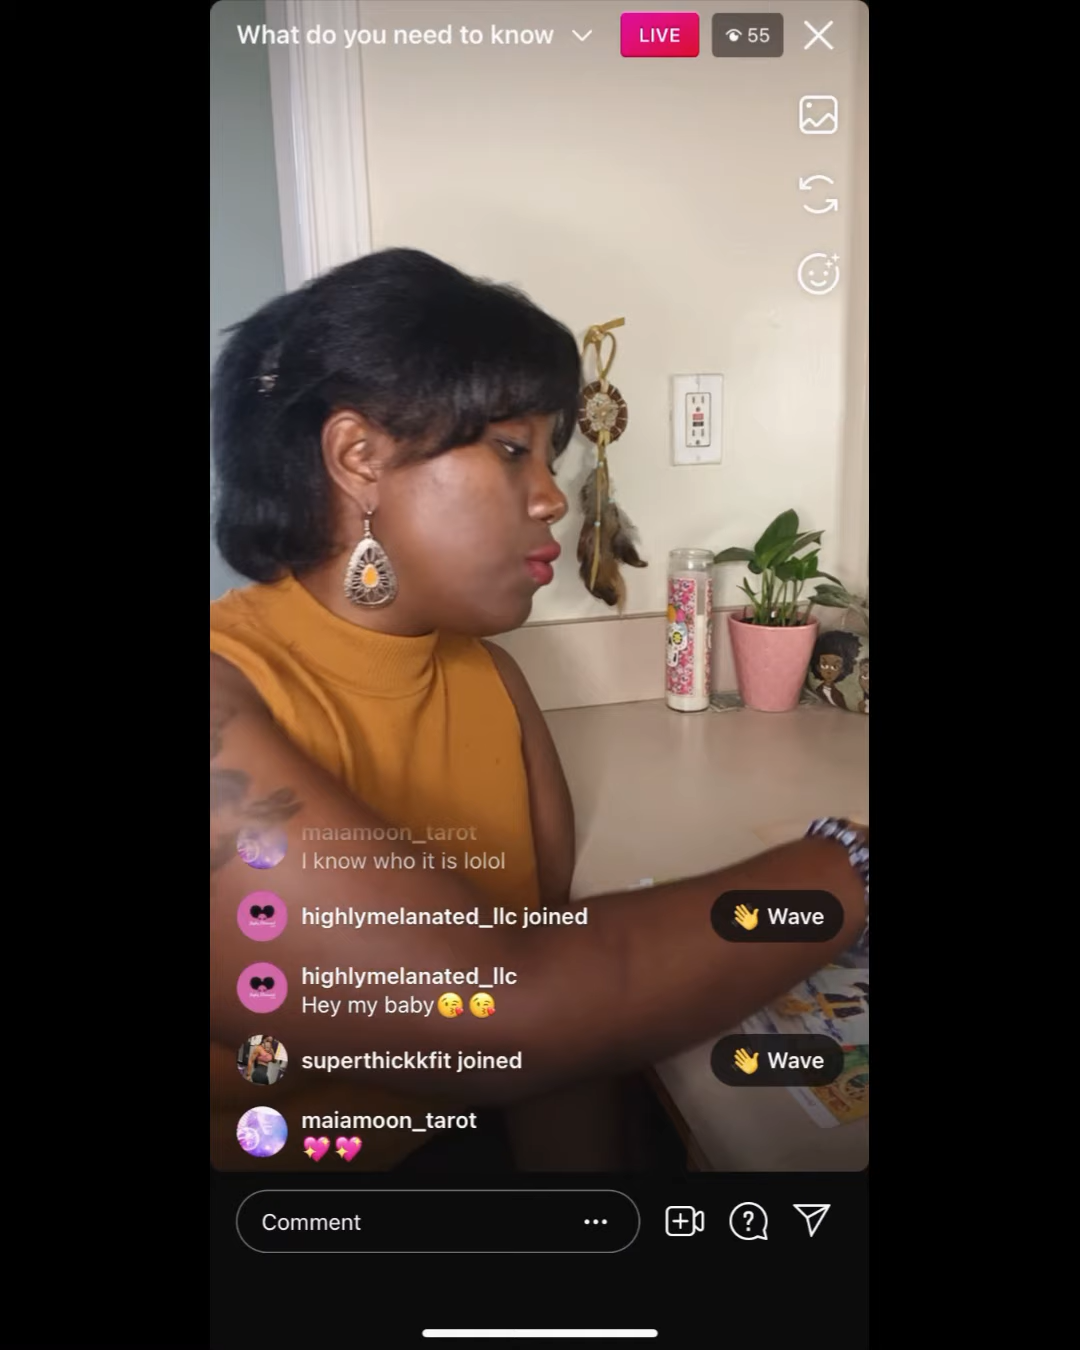 What do you need to know
LIVE
55
maiamoon_tarot
I know who it is lolol
highlymelanated_llc joined
👋 Wave
highlymelanated_llc
Hey my baby😘😘
superthickkfit joined
👋 Wave
maiamoon_tarot
💖💖
Comment